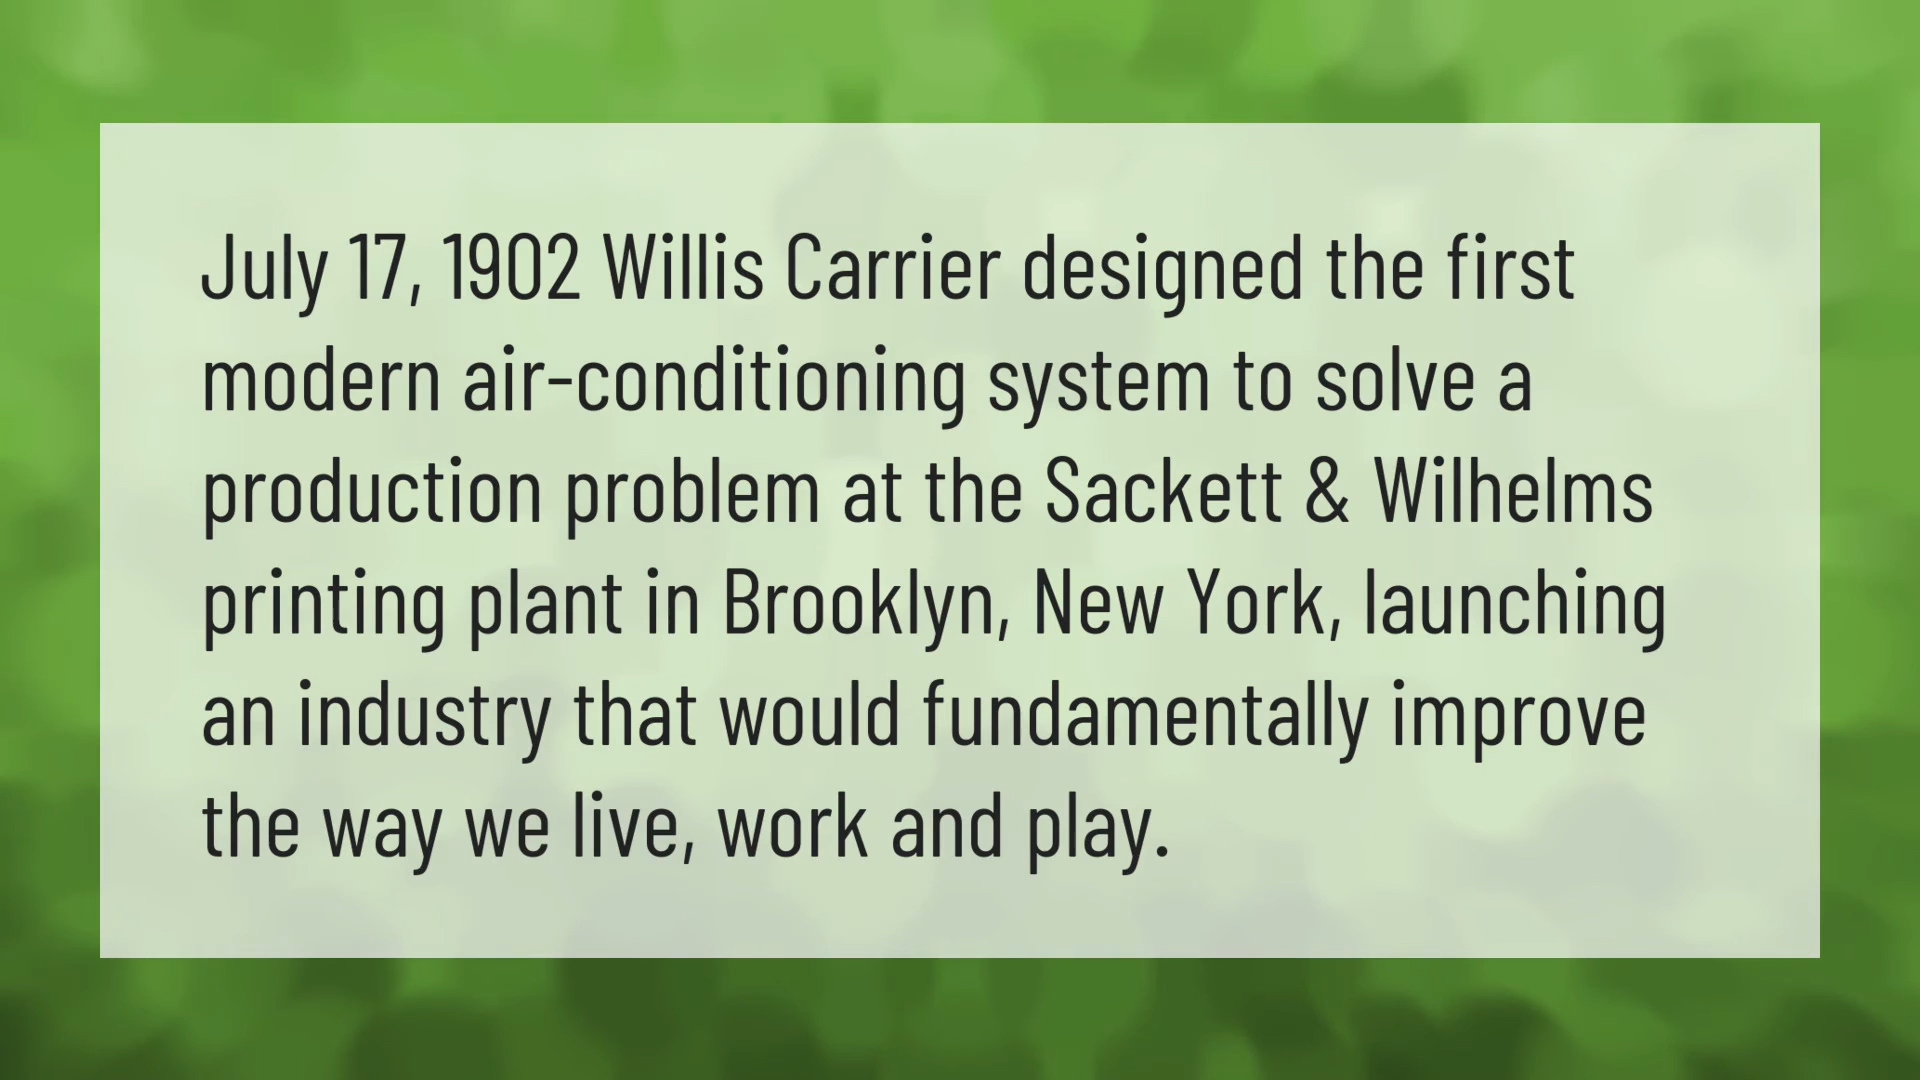 July 17, 1902 Willis Carrier designed the first
modern air-conditioning system to solve a
production problem at the Sackett & Wilhelms
printing plant in Brooklyn, New York, launching
an industry that would fundamentally improve
the way we live, work and play.